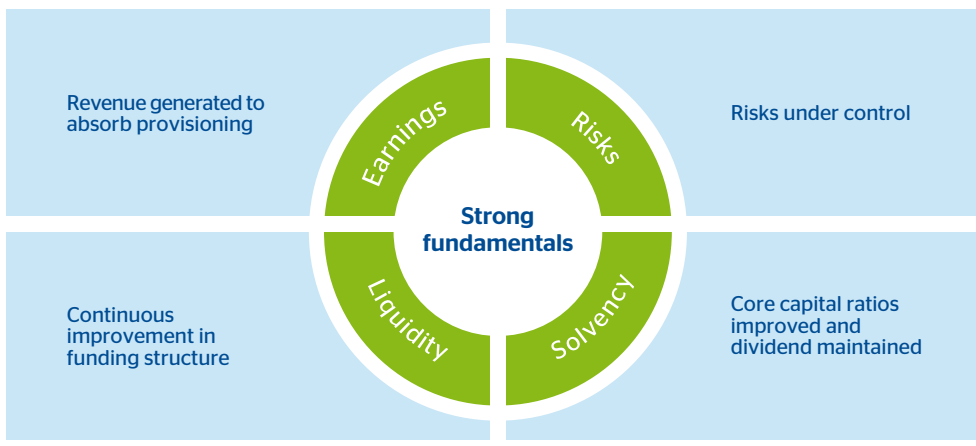 Revenue generated to
absorb provisioning
Earnings
Risks
Risks under control
Strong
fundamentals
Continuous
improvement in
funding structure
Liquidity
Solvency
Core capital ratios
improved and
dividend maintained